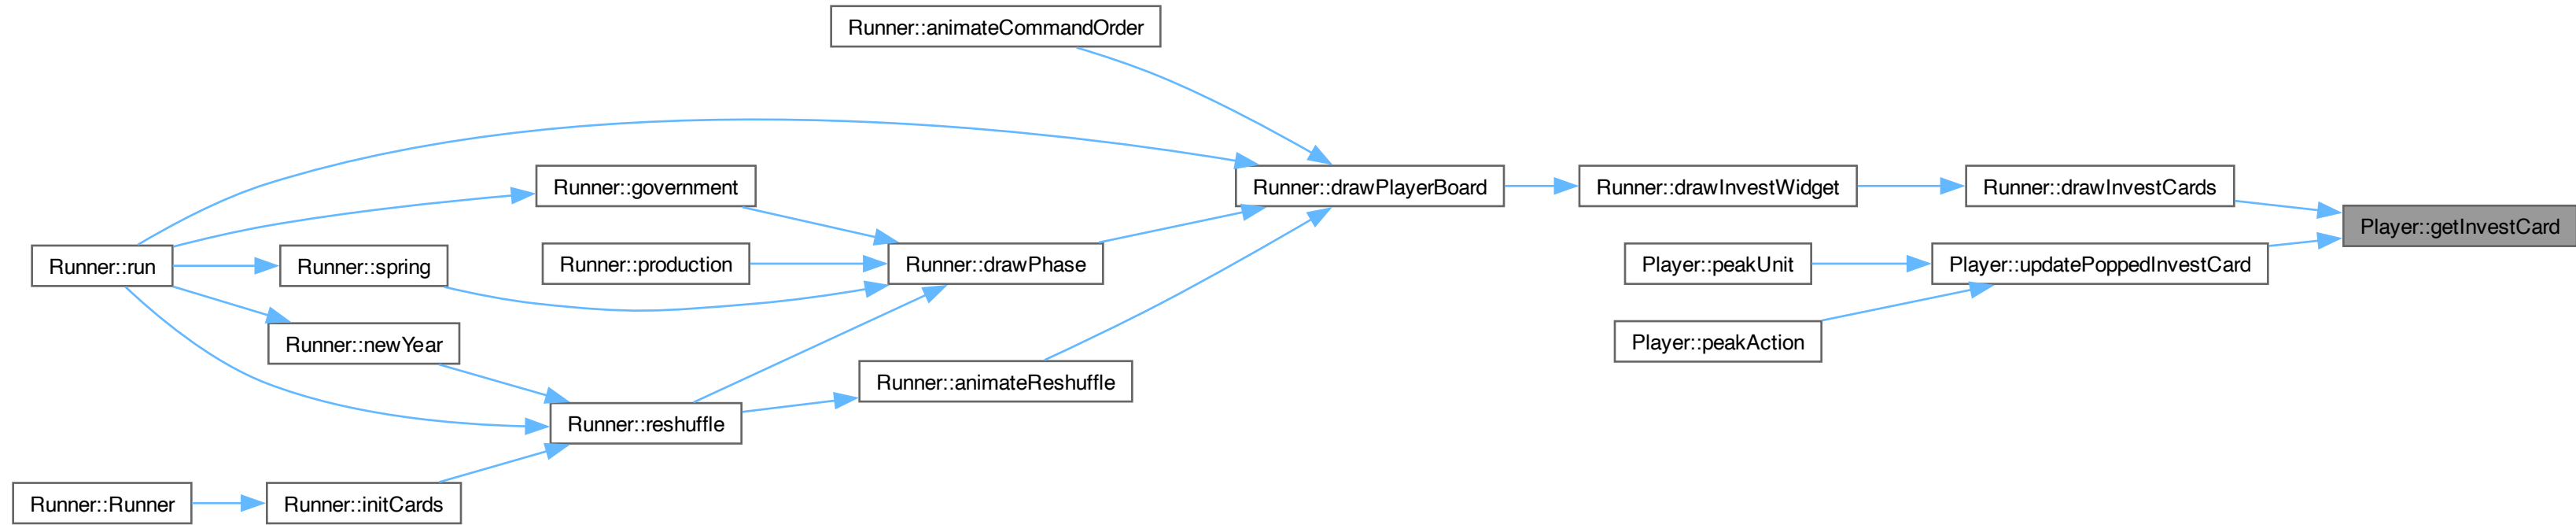 Runner::animateCommandOrder
Runner::government
Runner::drawPlayerBoard
Runner::drawInvestWidget
Runner::drawInvestCards
Player::getInvestCard
Runner::run
Runner::spring
Runner::production
Runner::drawPhase
Player::peakUnit
Player::updatePoppedInvestCard
Runner::newYear
Player::peakAction
Runner::animateReshuffle
Runner::reshuffle
Runner::Runner
Runner::initCards